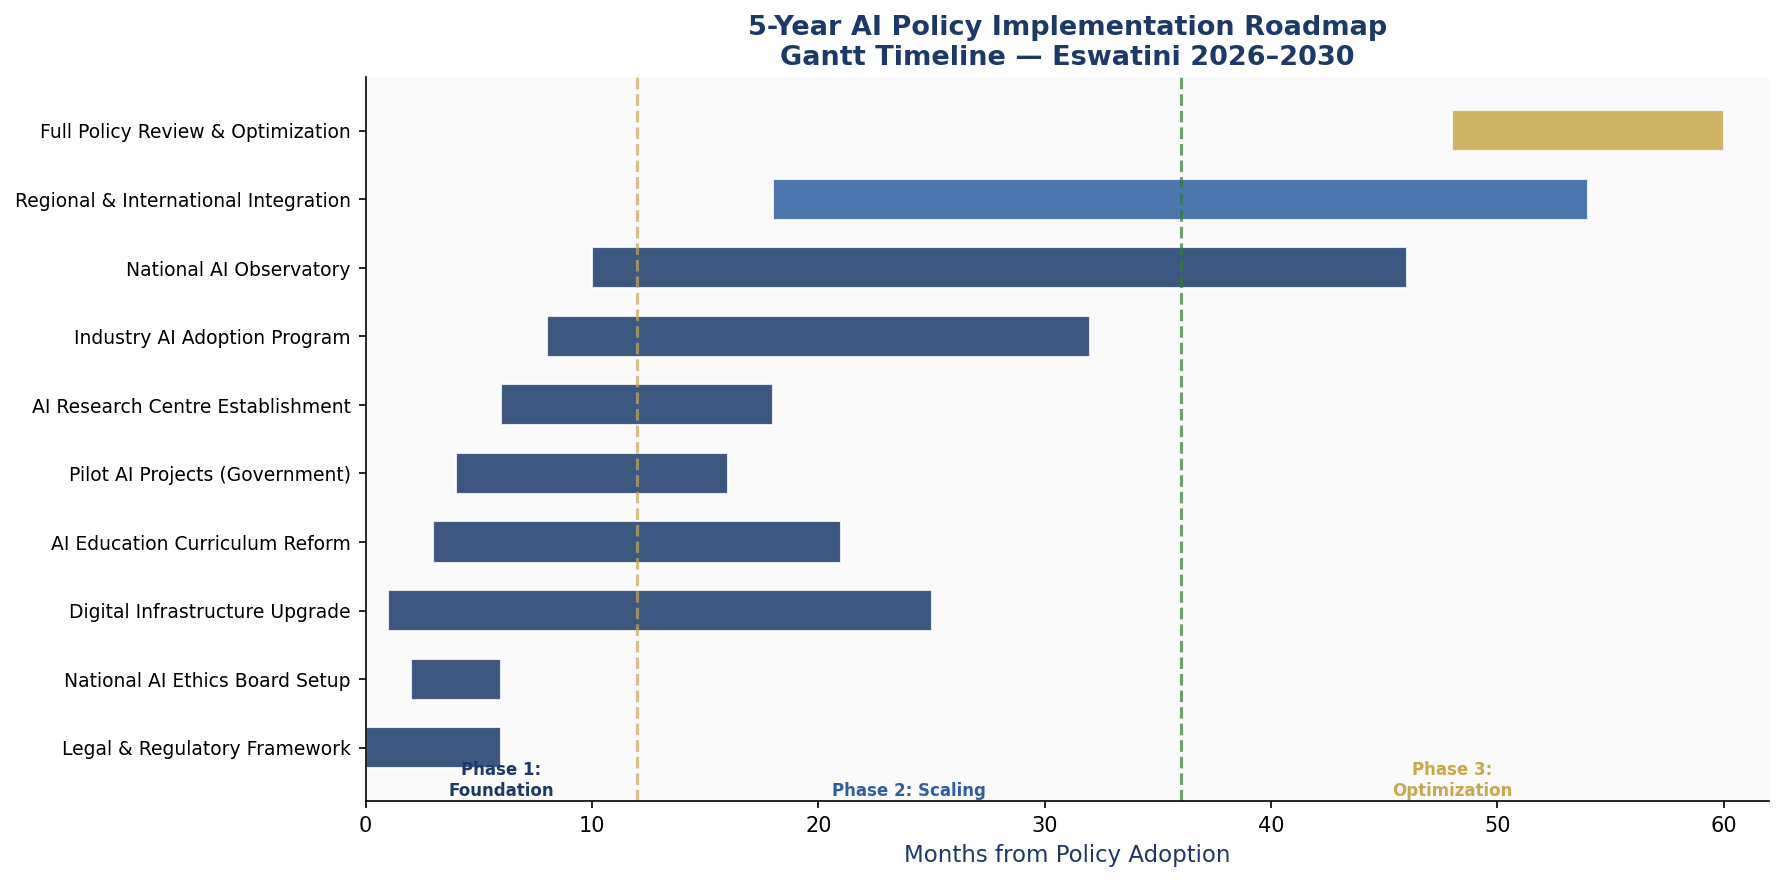 5-Year AI Policy Implementation Roadmap
Gantt Timeline — Eswatini 2026–2030
Full Policy Review & Optimization
Regional & International Integration
National AI Observatory
Industry AI Adoption Program
AI Research Centre Establishment
Pilot AI Projects (Government)
AI Education Curriculum Reform
Digital Infrastructure Upgrade
National AI Ethics Board Setup
Legal & Regulatory Framework
Phase 1:
Foundation
Phase 2: Scaling
Phase 3:
Optimization
0 10 20 30 40 50 60
Months from Policy Adoption